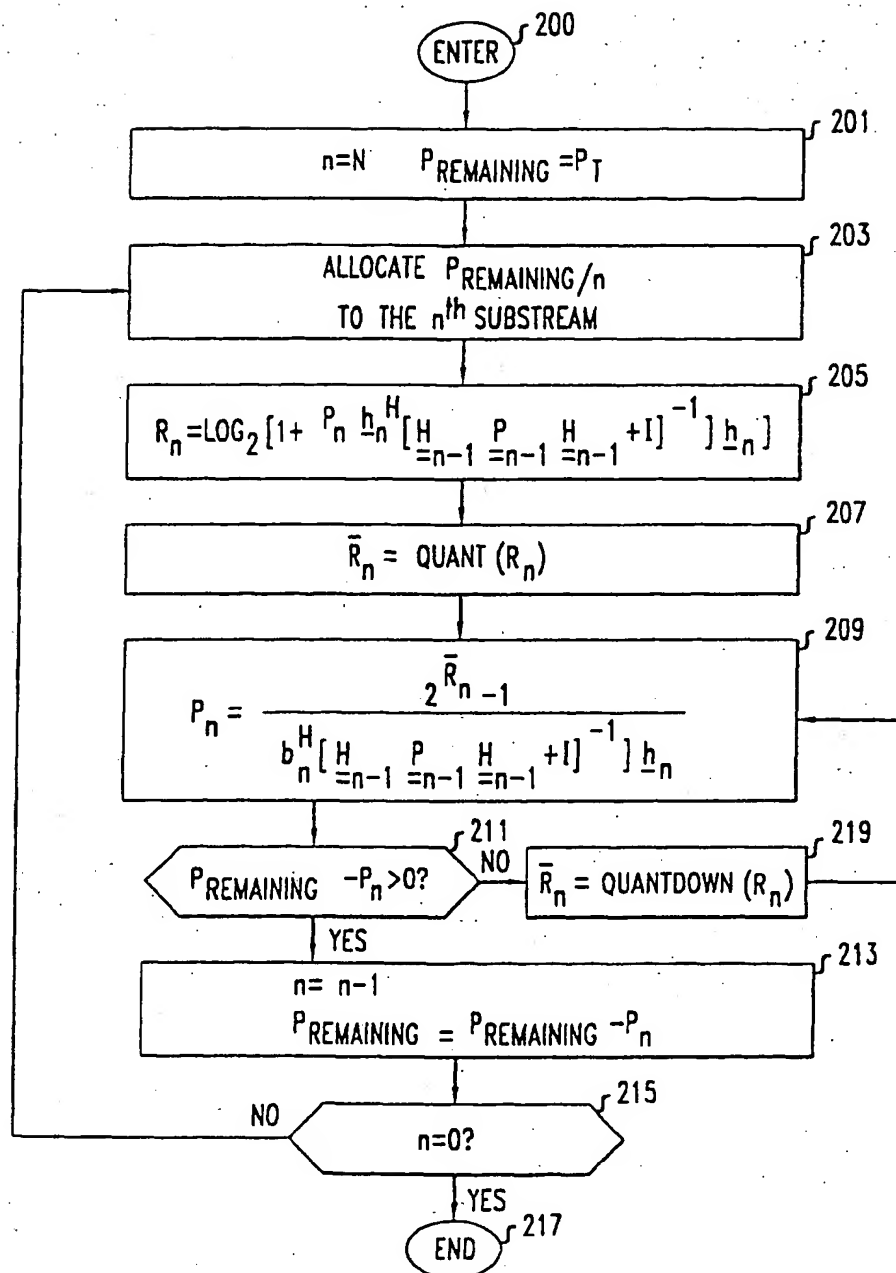 200
ENTER
201
n=N P_REMAINING = P_T
203
ALLOCATE P_REMAINING/n
TO THE n^th SUBSTREAM
205
R_n = LOG_2 [1+ P_n h_n^H [H_n-1 P_n-1 H_n-1 +I]^-1 ] h_n ]
207
R̄_n = QUANT (R_n)
209
2^R̄_n -1
P_n =
b_n^H [ H_n-1 P_n-1 H_n-1 +I]^-1 ] h_n
211
P_REMAINING -P_n >0?
NO
219
R̄_n = QUANTDOWN (R_n)
YES
213
n= n-1
P_REMAINING = P_REMAINING -P_n
215
NO
n=0?
YES
217
END